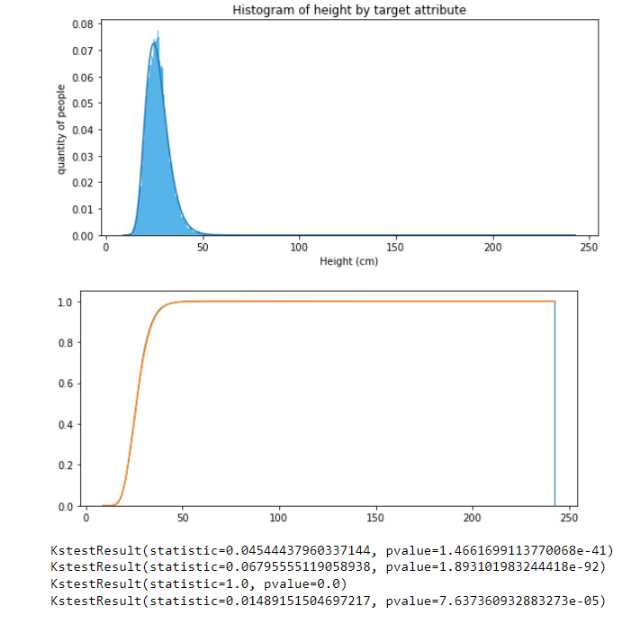 Histogram of height by target attribute
0.08
0.07
0.06
0.05
0.04
0.03
0.02
0.01
0.00
quantity of people
0 50 100 150 200 250
Height (cm)
1.0
0.8
0.6
0.4
0.2
0.0
0 50 100 150 200 250
KstestResult(statistic=0.04544437960337144, pvalue=1.4661699113770068e-41)
KstestResult(statistic=0.06795555119058938, pvalue=1.893101983244418e-92)
KstestResult(statistic=1.0, pvalue=0.0)
KstestResult(statistic=0.01489151504697217, pvalue=7.637360932883273e-05)